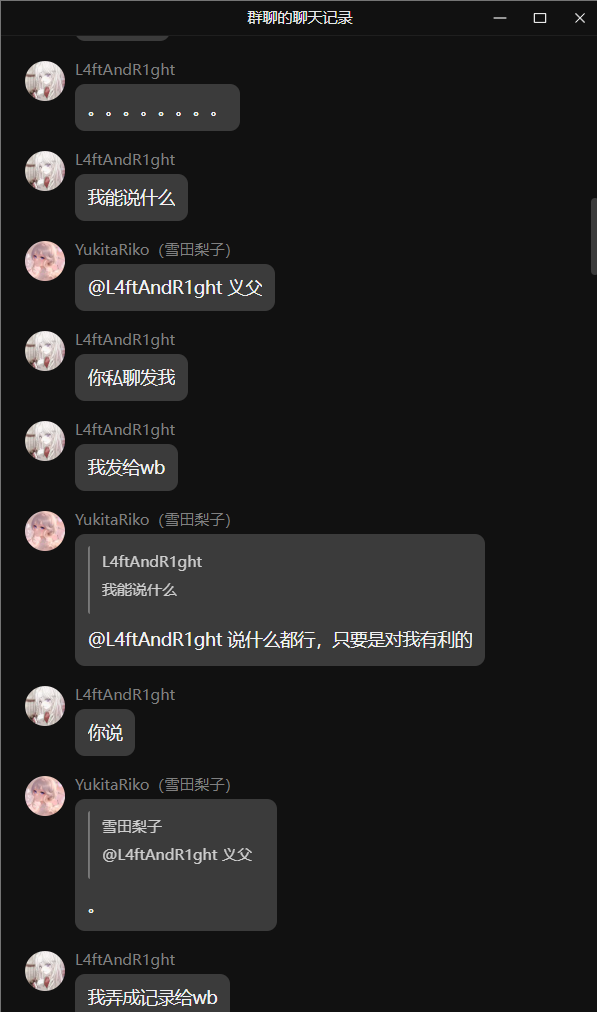 群聊的聊天记录
L4ftAndR1ght
。。。。。。。。
L4ftAndR1ght
我能说什么
YukitaRiko（雪田梨子）
@L4ftAndR1ght 义父
L4ftAndR1ght
你私聊发我
L4ftAndR1ght
我发给wb
YukitaRiko（雪田梨子）
L4ftAndR1ght
我能说什么
@L4ftAndR1ght 说什么都行，只要是对我有利的
L4ftAndR1ght
你说
YukitaRiko（雪田梨子）
雪田梨子
@L4ftAndR1ght 义父
。
L4ftAndR1ght
我弄成记录给wb